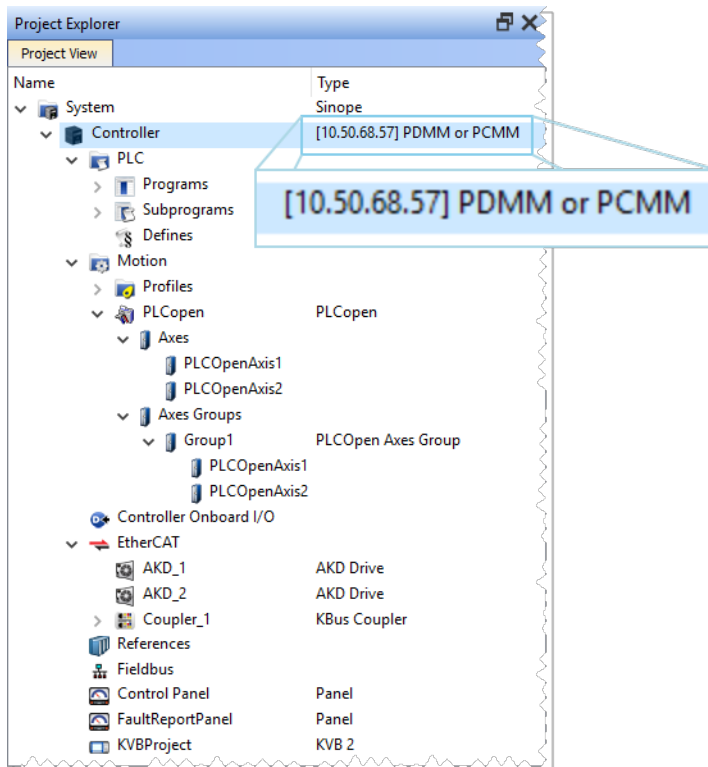 Project Explorer
Project View
Name Type
System Sinope
Controller [10.50.68.57] PDMM or PCMM
PLC
Programs
Subprograms
[10.50.68.57] PDMM or PCMM
Defines
Motion
Profiles
PLCopen PLCopen
Axes
PLCOpenAxis1
PLCOpenAxis2
Axes Groups
Group1 PLCOpen Axes Group
PLCOpenAxis1
PLCOpenAxis2
Controller Onboard I/O
EtherCAT
AKD_1 AKD Drive
AKD_2 AKD Drive
Coupler_1 KBus Coupler
References
Fieldbus
Control Panel Panel
FaultReportPanel Panel
KVBProject KVB 2